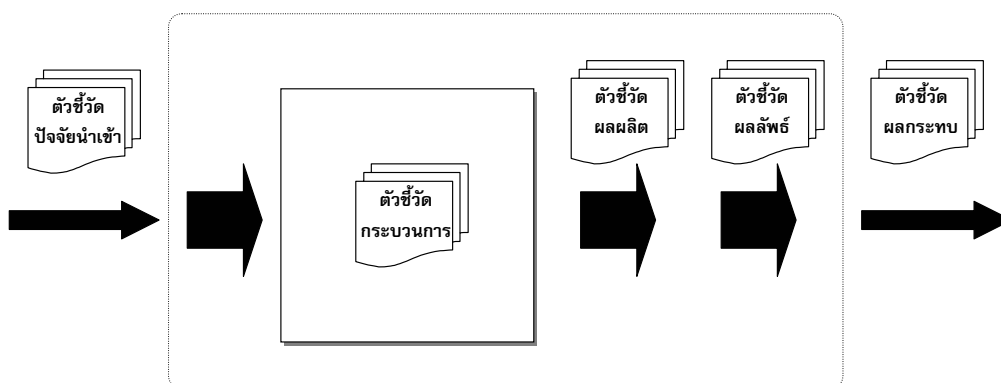 ตัวชี้วัด
ปัจจัยนำเข้า
ตัวชี้วัด
กระบวนการ
ตัวชี้วัด
ผลผลิต
ตัวชี้วัด
ผลลัพธ์
ตัวชี้วัด
ผลกระทบ